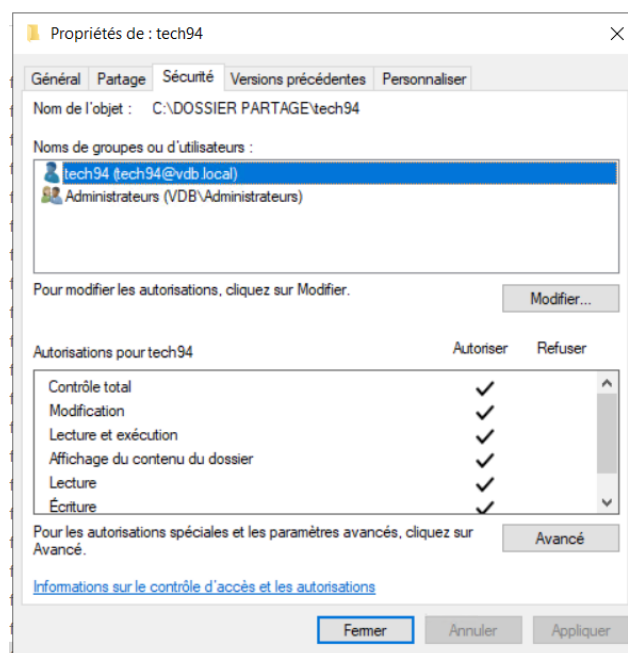 Propriétés de : tech94
Général Partage Sécurité Versions précédentes Personnaliser
Nom de l'objet : C:\DOSSIER PARTAGE\tech94
Noms de groupes ou d'utilisateurs :
tech94 (tech94@vdb.local)
Administrateurs (VDB\Administrateurs)
Pour modifier les autorisations, cliquez sur Modifier.
Modifier...
Autorisations pour tech94 Autoriser Refuser
Contrôle total
Modification
Lecture et exécution
Affichage du contenu du dossier
Lecture
Écriture
Pour les autorisations spéciales et les paramètres avancés, cliquez sur
Avancé.
Avancé
Informations sur le contrôle d'accès et les autorisations
Fermer Annuler Appliquer